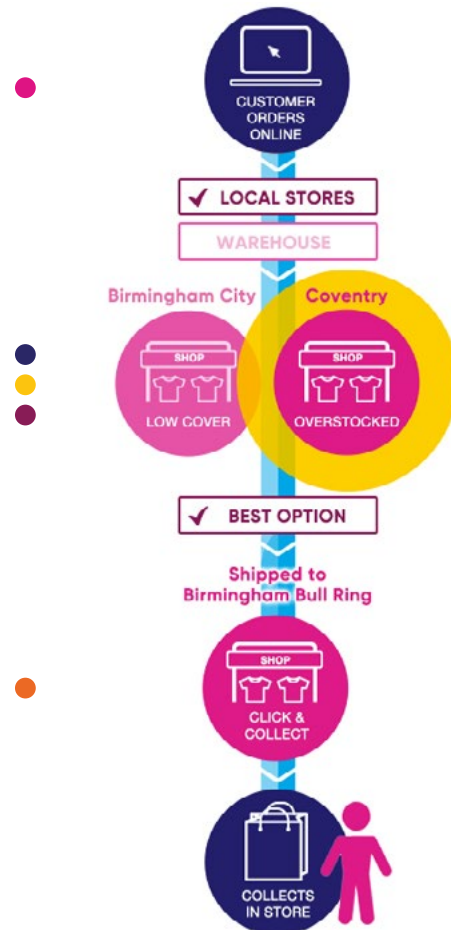 CUSTOMER
ORDERS
ONLINE
LOCAL STORES
WAREHOUSE
Birmingham City
Coventry
SHOP
LOW COVER
SHOP
OVERSTOCKED
BEST OPTION
Shipped to
Birmingham Bull Ring
SHOP
CLICK &
COLLECT
COLLECTS
IN STORE